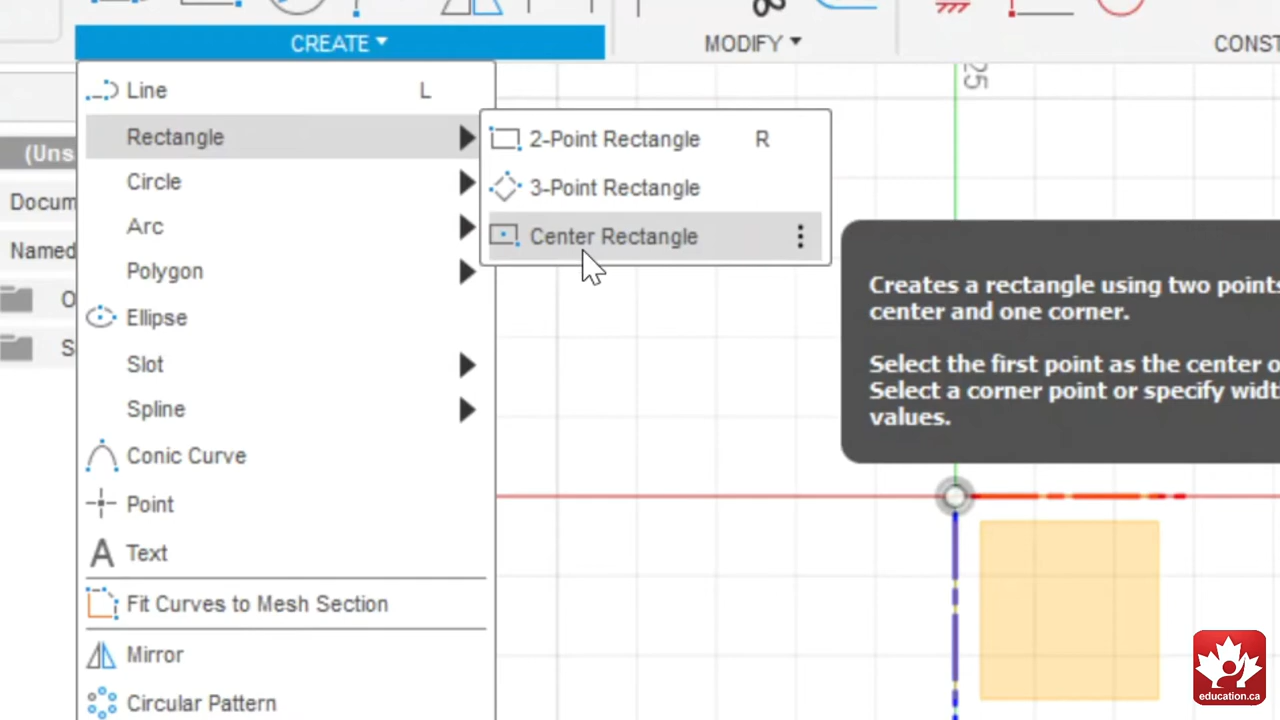 CREATE
MODIFY
CONST
Line L
Rectangle
Circle
Arc
Polygon
Ellipse
Slot
Spline
Conic Curve
Point
Text
Fit Curves to Mesh Section
Mirror
Circular Pattern
2-Point Rectangle R
3-Point Rectangle
Center Rectangle
(Uns
Docum
Named
O
S
25
Creates a rectangle using two points
center and one corner.
Select the first point as the center o
Select a corner point or specify widt
values.
education.ca